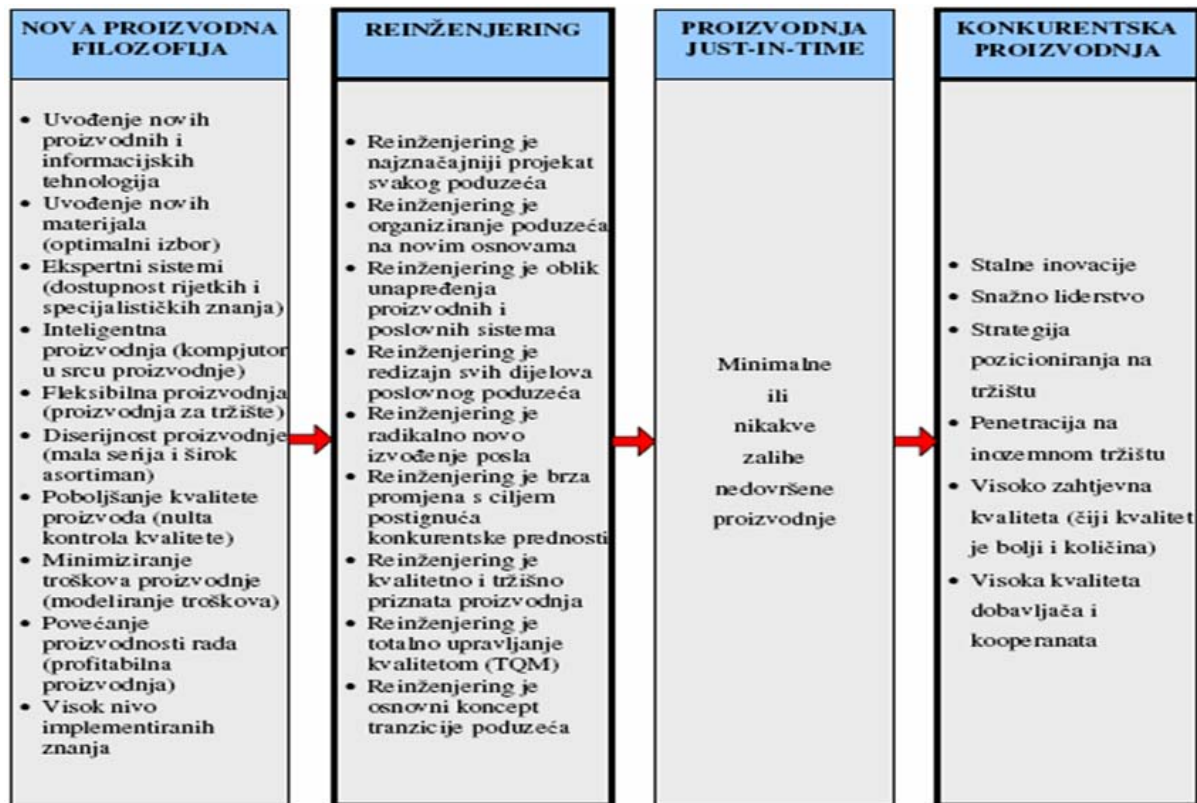 NOVA PROIZVODNA
FILOZOFIJA
• Uvođenje novih
proizvodnih i
informacijskih
tehnologija
• Uvođenje novih
materijala
(optimalni izbor)
• Ekspertni sistemi
(dostupnost rijetkih i
specijalističkih znanja)
• Inteligentna
proizvodnja (kompjutor
u srcu proizvodnje)
• Fleksibilna proizvodnja
(proizvodnja za tržište)
• Diserijnost proizvodnje
(mala serija i širok
asortiman)
• Poboljšanje kvalitete
proizvoda (nulta
kontrola kvalitete)
• Minimiziranje
troškova proizvodnje
(modeliranje troškova)
• Povećanje
proizvodnosti rada
(profitabilna
proizvodnja)
• Visok nivo
implementiranih
znanja
REINŽENJERING
• Reinženjering je
najznačajniji projekat
svakog poduzeća
• Reinženjering je
organiziranje poduzeća
na novim osnovama
• Reinženjering je oblik
unapređenja
proizvodnih i
poslovnih sistema
• Reinženjering je
redizajn svih dijelova
poslovnog poduzeća
• Reinženjering je
radikalno novo
izvođenje posla
• Reinženjering je brza
promjena s ciljem
postignuća
konkurentske prednosti
• Reinženjering je
kvalitetno i tržišno
priznata proizvodnja
• Reinženjering je
totalno upravljanje
kvalitetom (TQM)
• Reinženjering je
osnovni koncept
tranzicije poduzeća
PROIZVODNJA
JUST-IN-TIME
Minimalne
ili
nikakve
zalihe
nedovršene
proizvodnje
KONKURENTSKA
PROIZVODNJA
• Stalne inovacije
• Snažno liderstvo
• Strategija
pozicioniranja na
tržištu
• Penetracija na
inozemnom tržištu
• Visoko zahtjevna
kvaliteta (čiji kvalitet
je bolji i količina)
• Visoka kvaliteta
dobavljača i
kooperanata